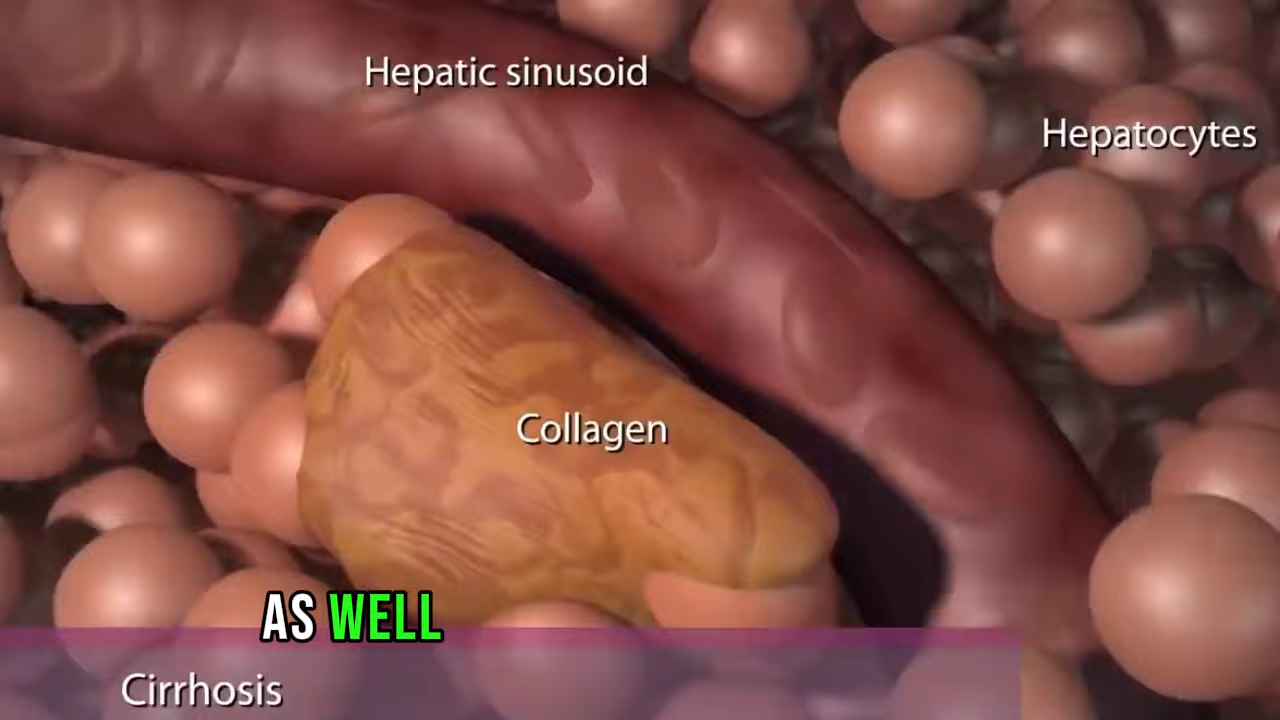 Hepatic sinusoid
Hepatocytes
Collagen
AS WELL
Cirrhosis